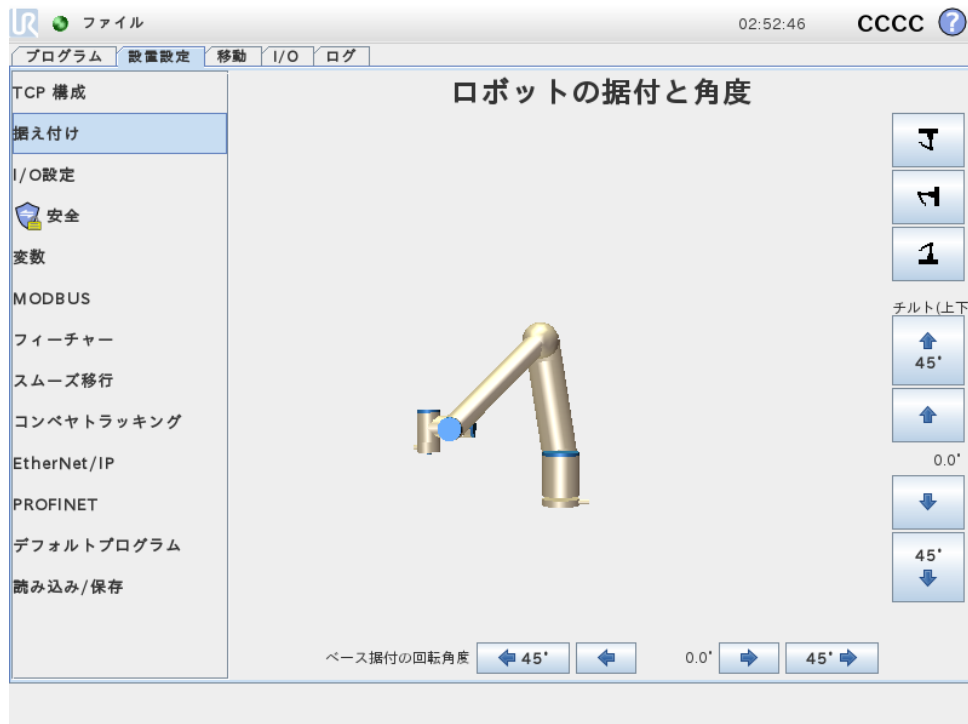 UR ファイル 02:52:46 CCCC ?
プログラム 設置設定 移動 I/O ログ
ロボットの据付と角度
TCP 構成
据え付け
I/O設定
安全
変数
MODBUS
フィーチャー
スムーズ移行
コンベヤトラッキング
EtherNet/IP
PROFINET
デフォルトプログラム
読み込み/保存
チルト(上下
45°
0.0°
45°
ベース据付の回転角度 45° 0.0° 45°